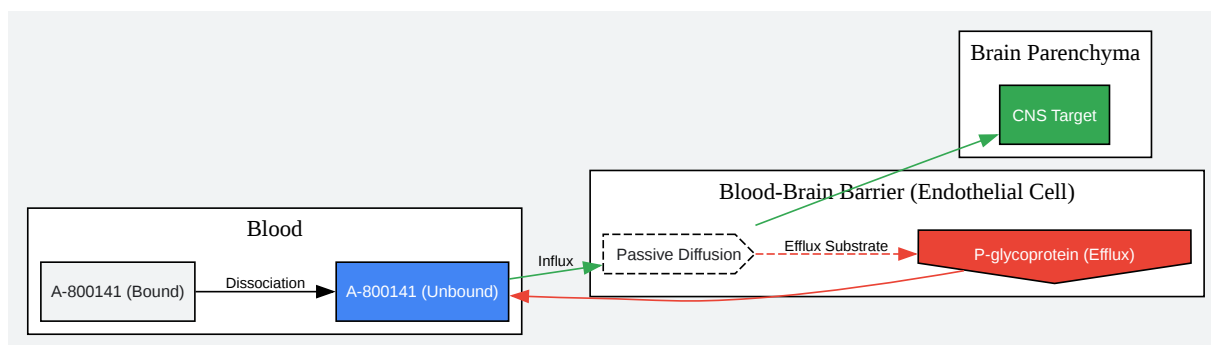 Brain Parenchyma
CNS Target
Blood-Brain Barrier (Endothelial Cell)
Blood
Passive Diffusion
Efflux Substrate
P-glycoprotein (Efflux)
Influx
A-800141 (Bound)
Dissociation
A-800141 (Unbound)